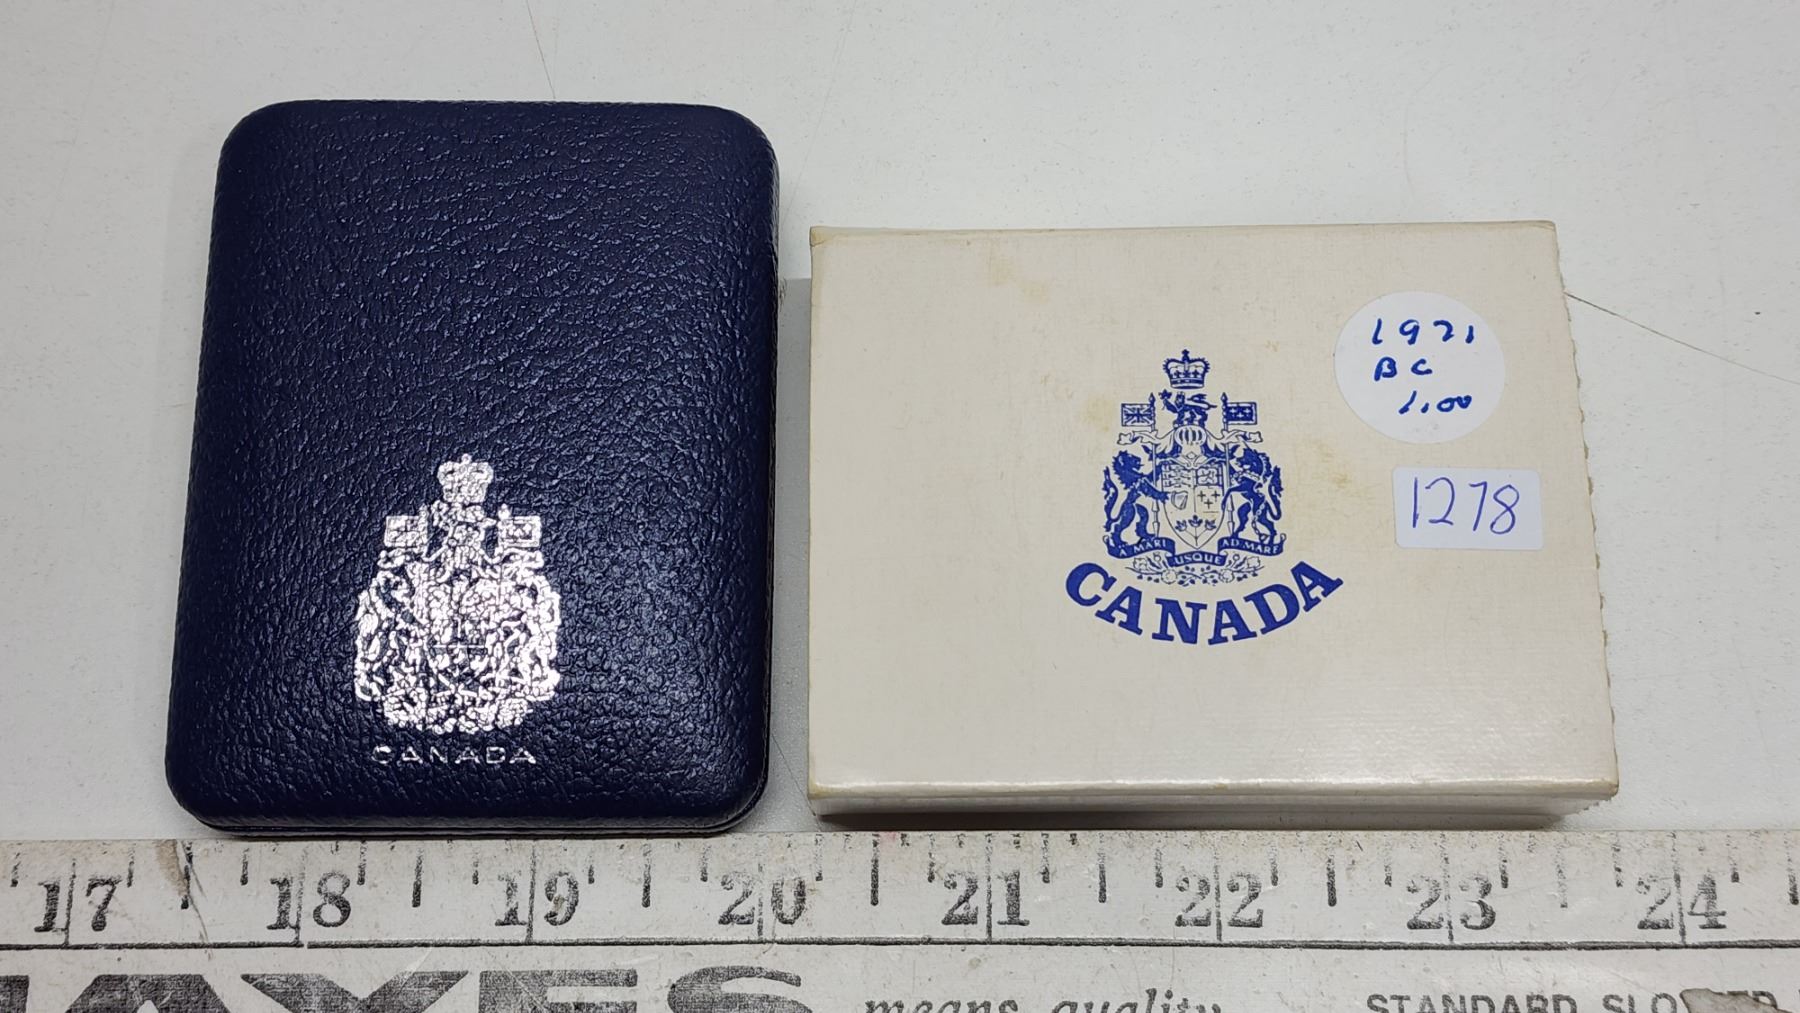 CANADA
1971
BC
1.00
1278
A MARI USQUE AD MARE
CANADA
17 18 19 20 21 22 23 24
HAYES means quality